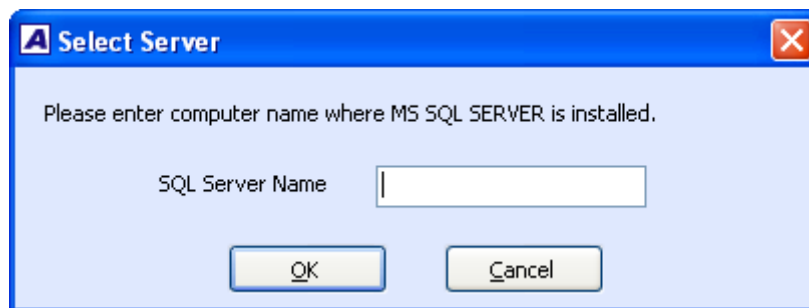 A Select Server
Please enter computer name where MS SQL SERVER is installed.
SQL Server Name
OK
Cancel